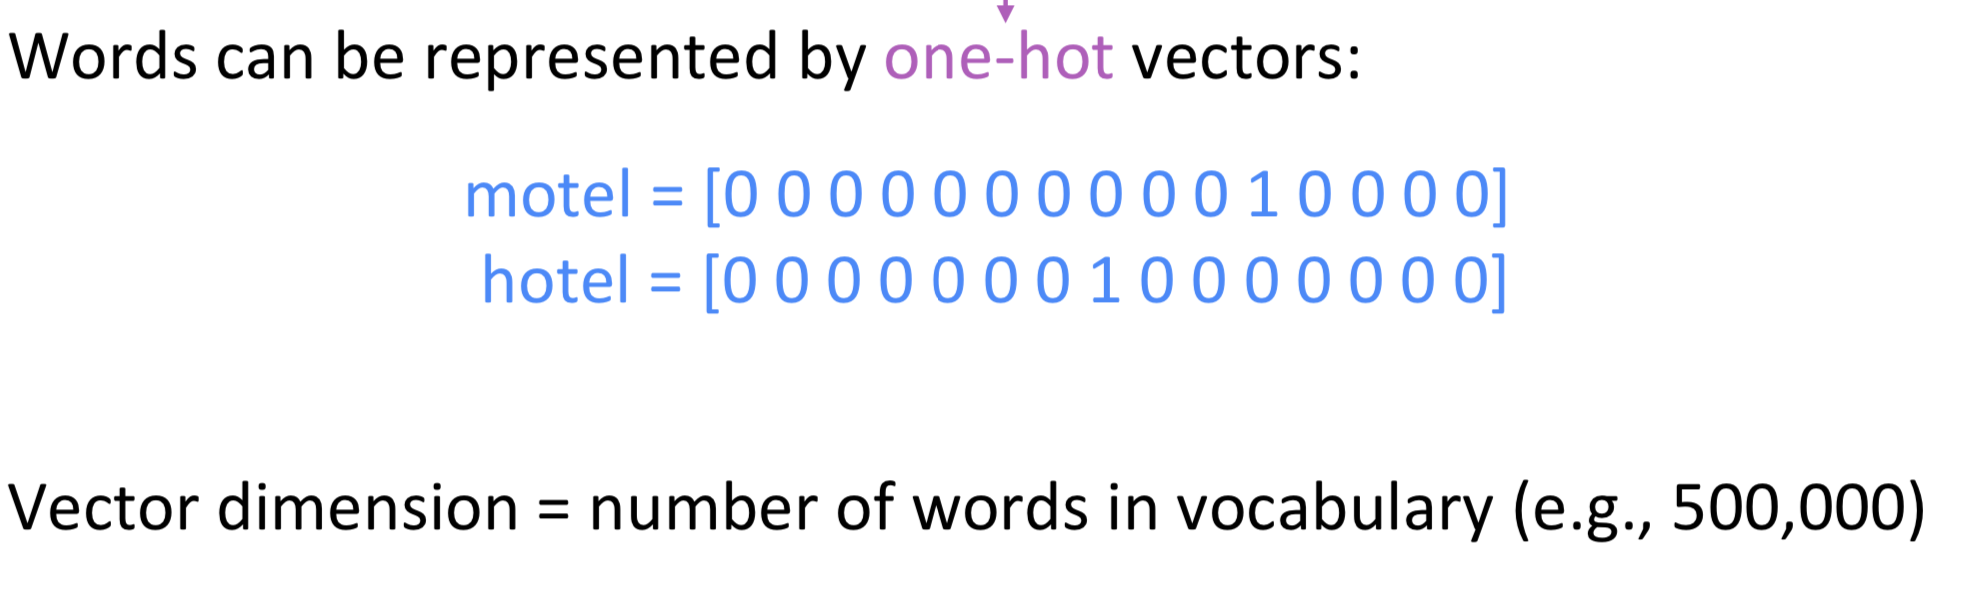 Words can be represented by one-hot vectors:
motel = [0 0 0 0 0 0 0 0 0 0 1 0 0 0 0]
hotel = [0 0 0 0 0 0 0 1 0 0 0 0 0 0 0]
Vector dimension = number of words in vocabulary (e.g., 500,000)